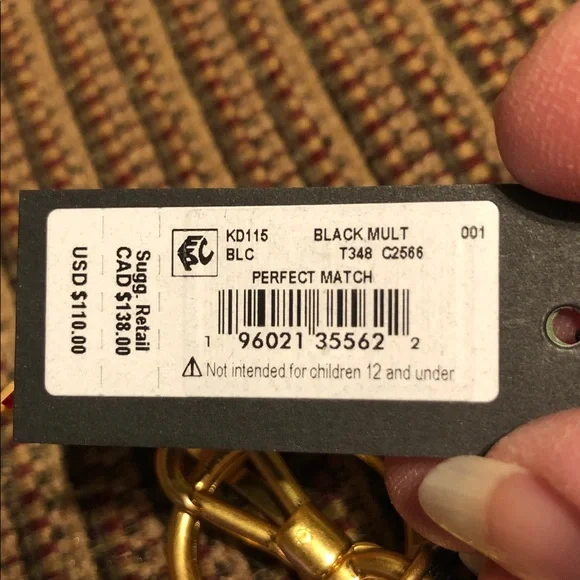 KD115 BLACK MULT 001
BLC T348 C2566
PERFECT MATCH
1 96021 35562 2
Not intended for children 12 and under
Sugg. Retail
CAD $138.00
USD $110.00